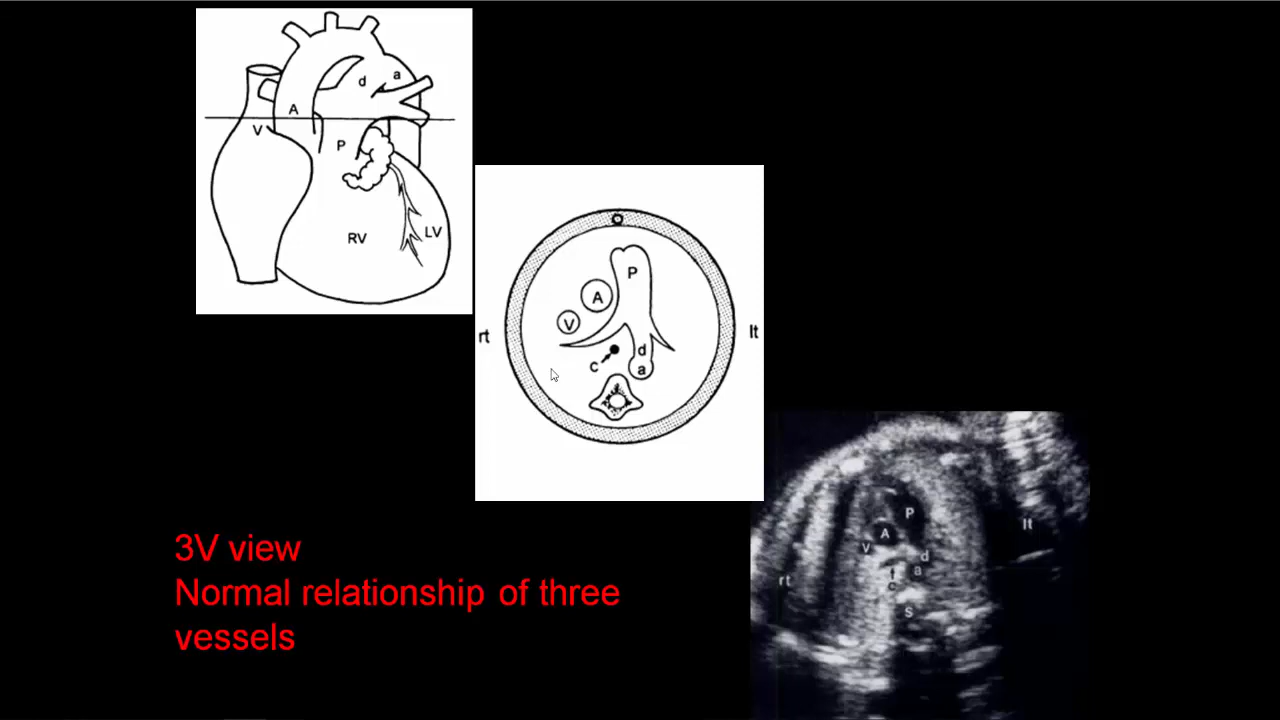 d a
A
V
P
RV LV
P
A
V
rt lt
d
c a
3V view
Normal relationship of three
vessels
P lt
A
V d
a
rt c
s